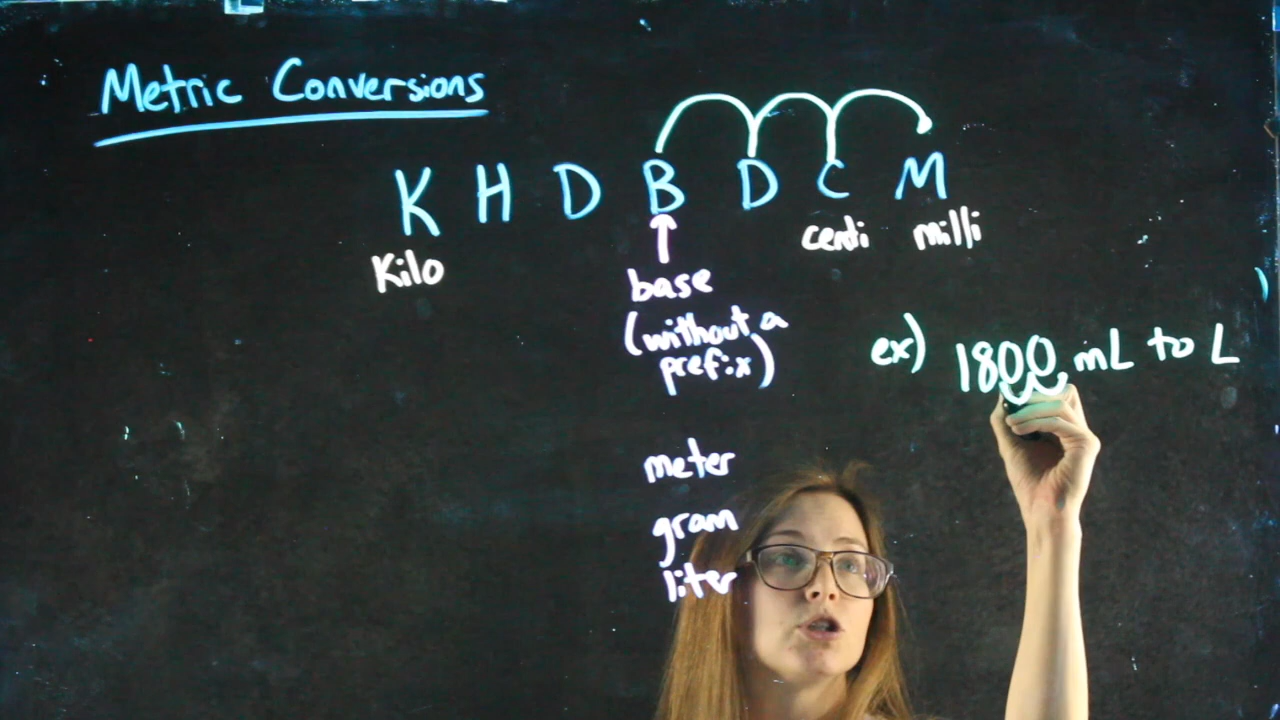 Metric Conversions
K H D B D C M
Kilo
centi milli
base
(without a
prefix)
ex) 1800 mL to L
meter
gram
liter